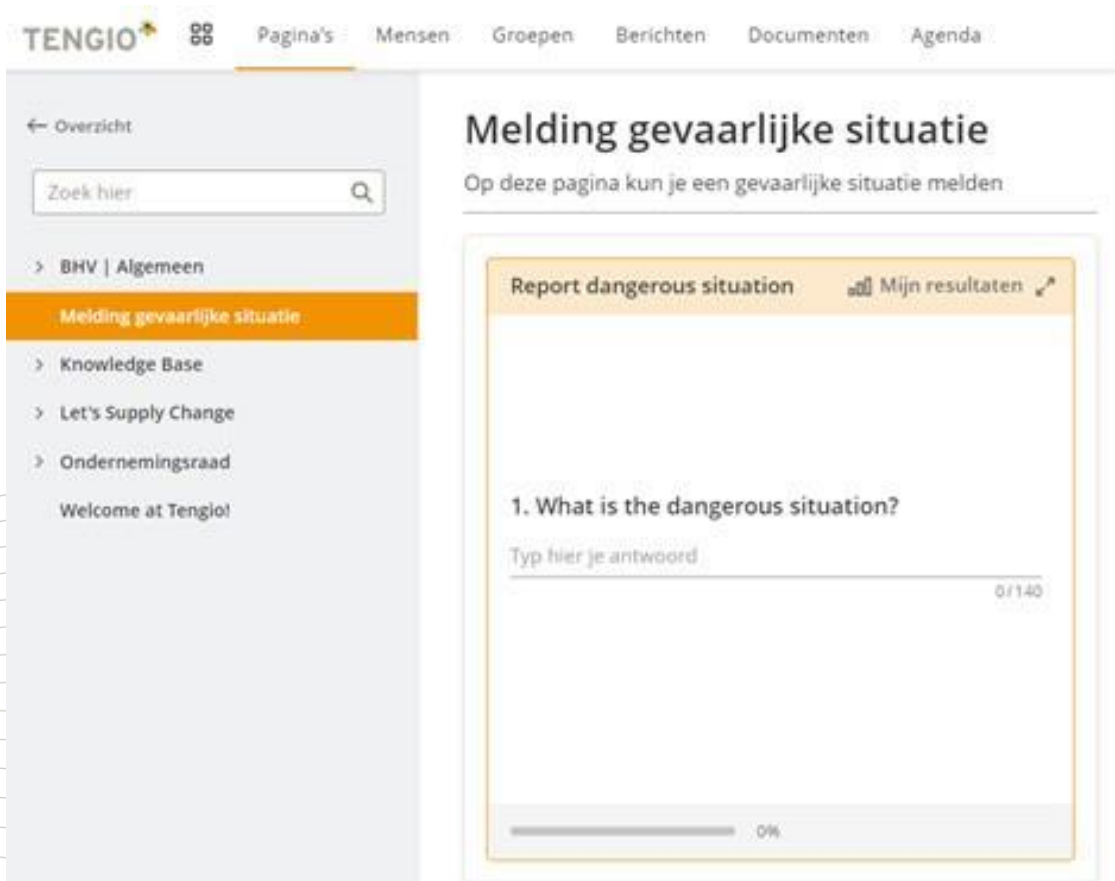 TENGIO Pagina's Mensen Groepen Berichten Documenten Agenda
← Overzicht
Zoek hier
> BHV | Algemeen
Melding gevaarlijke situatie
> Knowledge Base
> Let's Supply Change
> Ondernemingsraad
Welcome at Tengio!
Melding gevaarlijke situatie
Op deze pagina kun je een gevaarlijke situatie melden
Report dangerous situation Mijn resultaten
1. What is the dangerous situation?
Typ hier je antwoord
0/140
0%